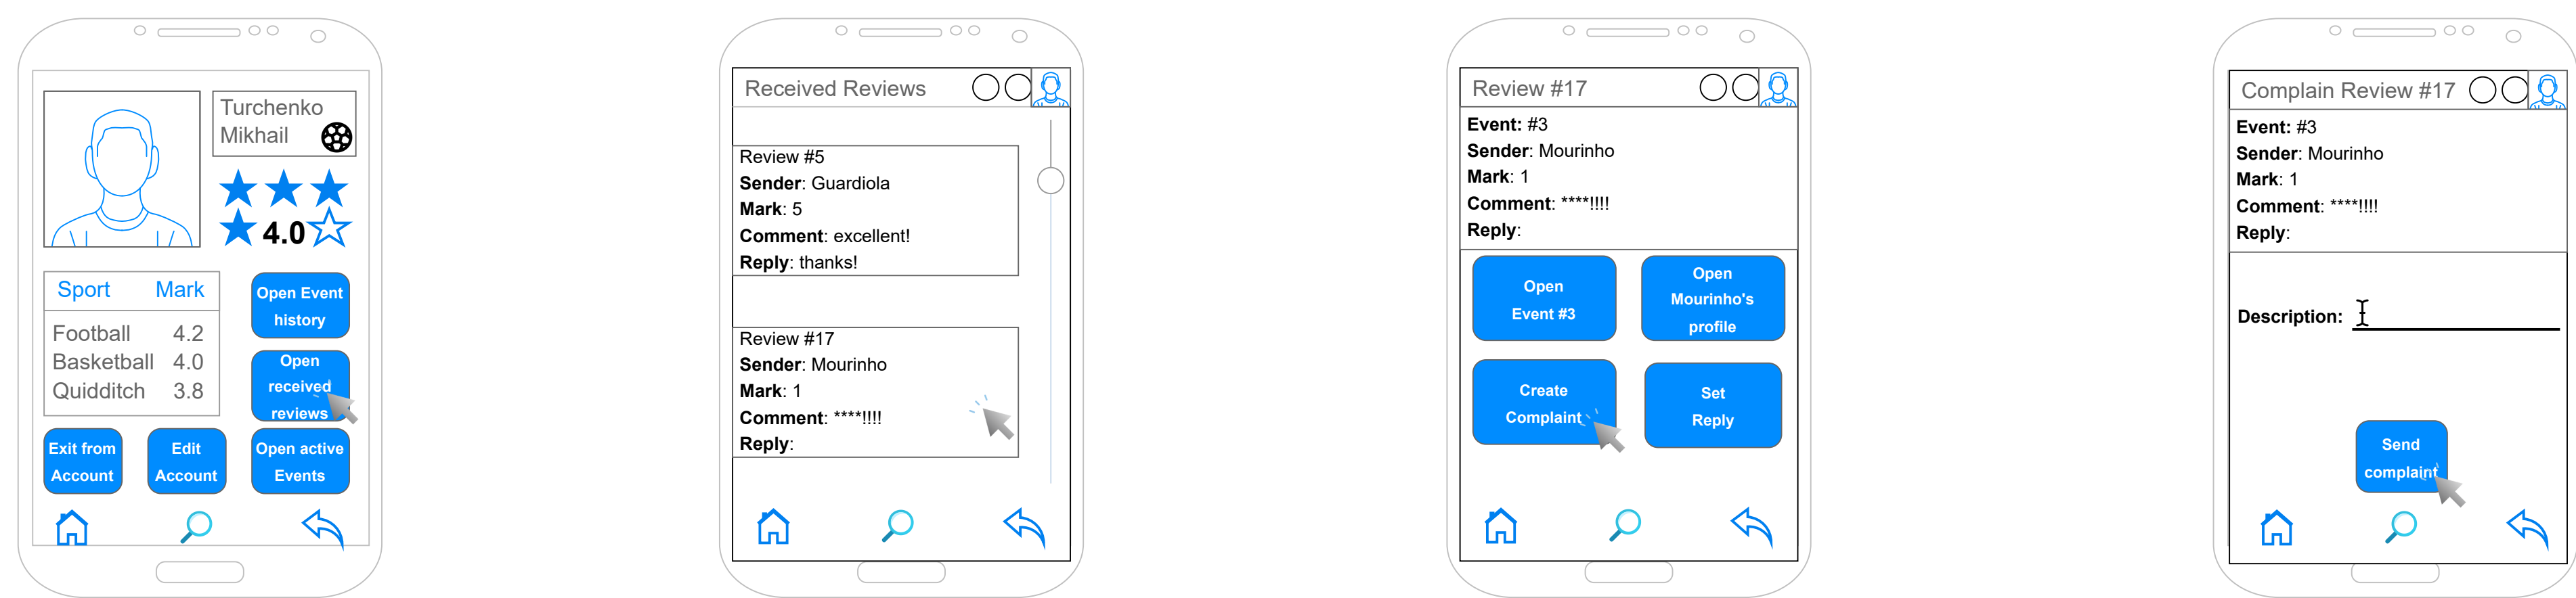 Turchenko
Mikhail
4.0
Sport Mark
Football 4.2
Basketball 4.0
Quidditch 3.8
Open Event
history
Open
received
reviews
Exit from
Account
Edit
Account
Open active
Events
Received Reviews
Review #5
Sender: Guardiola
Mark: 5
Comment: excellent!
Reply: thanks!
Review #17
Sender: Mourinho
Mark: 1
Comment: ****!!!!
Reply:
Review #17
Event: #3
Sender: Mourinho
Mark: 1
Comment: ****!!!!
Reply:
Open
Event #3
Open
Mourinho's
profile
Create
Complaint
Set
Reply
Complain Review #17
Event: #3
Sender: Mourinho
Mark: 1
Comment: ****!!!!
Reply:
Description:
Send
complaint